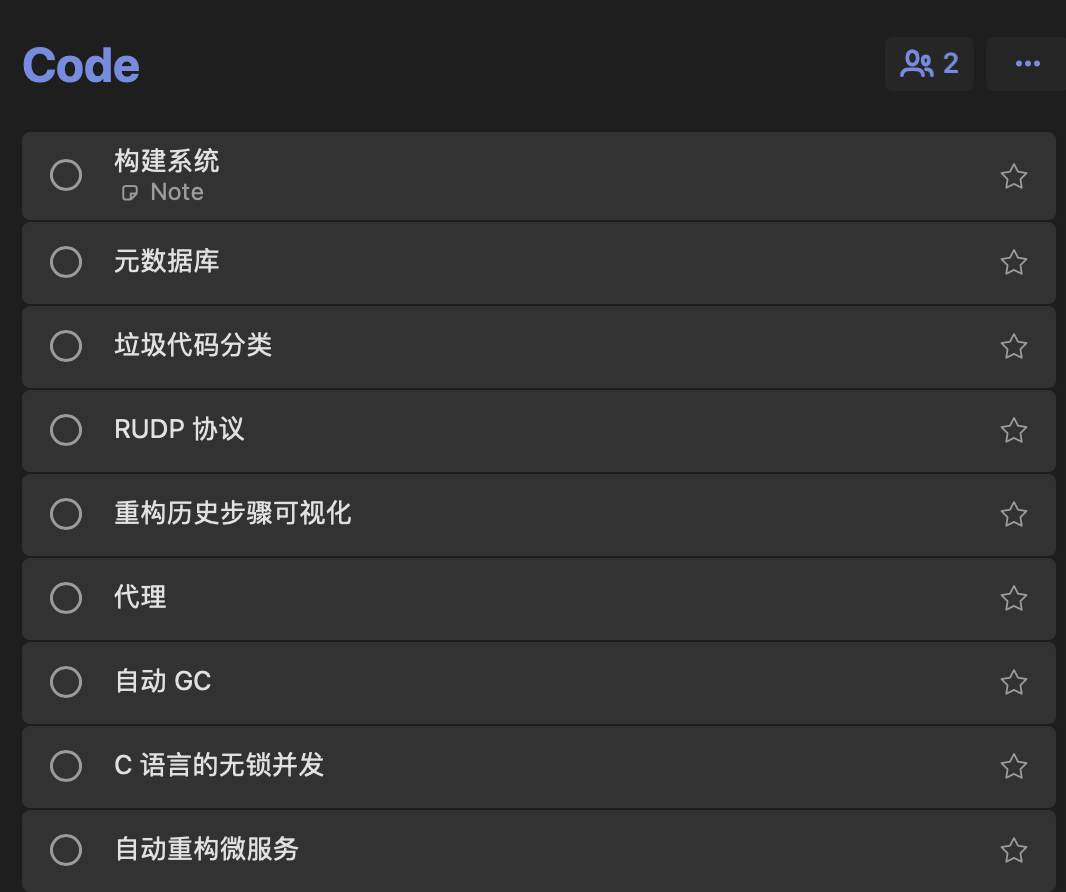 Code
2
构建系统
Note
元数据库
垃圾代码分类
RUDP 协议
重构历史步骤可视化
代理
自动 GC
C 语言的无锁并发
自动重构微服务